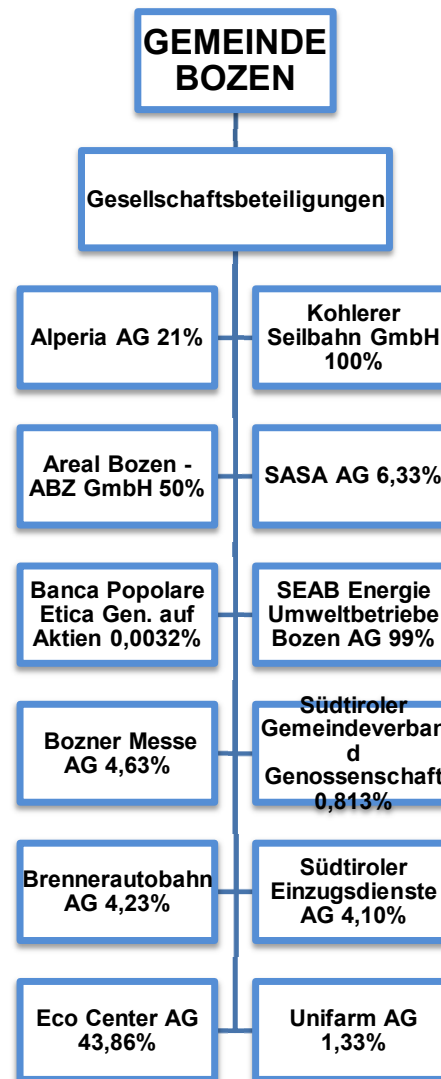 GEMEINDE
BOZEN
Gesellschaftsbeteiligungen
Alperia AG 21%
Kohlerer
Seilbahn GmbH
100%
Areal Bozen -
ABZ GmbH 50%
SASA AG 6,33%
Banca Popolare
Etica Gen. auf
Aktien 0,0032%
SEAB Energie
Umweltbetriebe
Bozen AG 99%
Bozner Messe
AG 4,63%
Südtiroler
Gemeindeverban
d
Genossenschaft
0,813%
Brennerautobahn
AG 4,23%
Südtiroler
Einzugsdienste
AG 4,10%
Eco Center AG
43,86%
Unifarm AG
1,33%